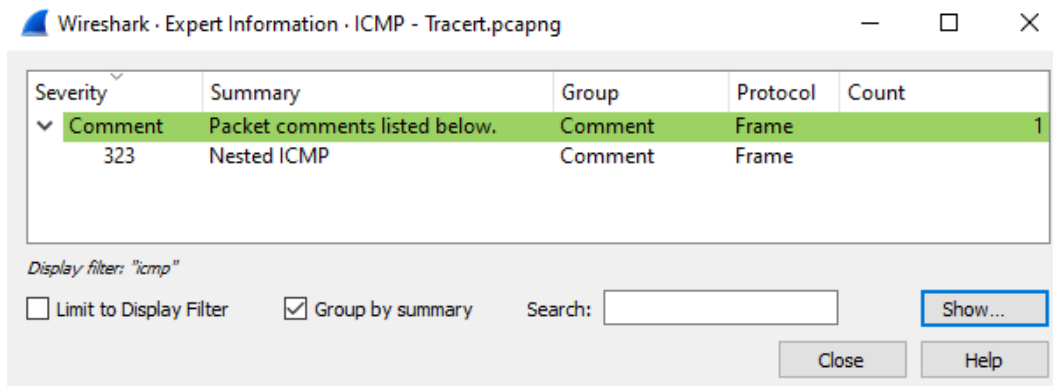 Wireshark · Expert Information · ICMP - Tracert.pcapng
Severity Summary Group Protocol Count
Comment Packet comments listed below. Comment Frame 1
323 Nested ICMP Comment Frame
Display filter: "icmp"
Limit to Display Filter Group by summary Search: Show...
Close Help